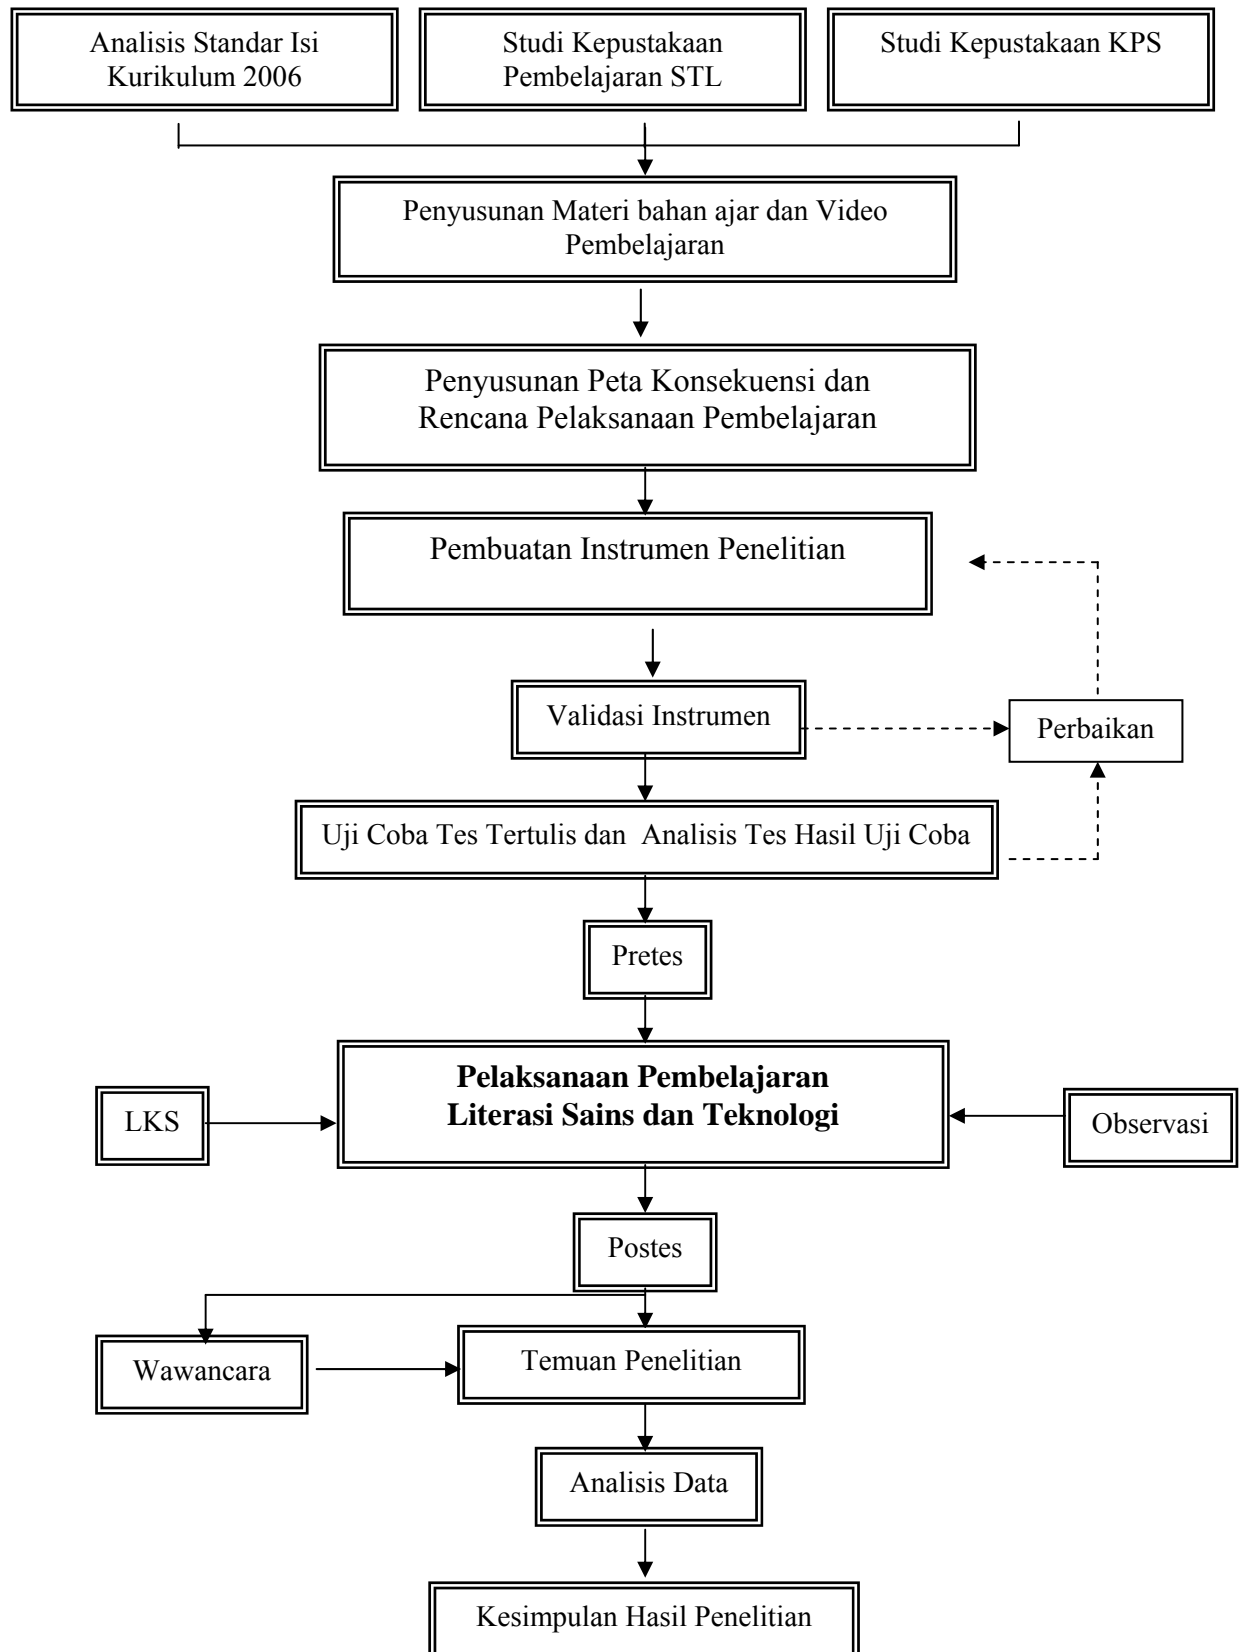 Analisis Standar Isi
Kurikulum 2006
Studi Kepustakaan
Pembelajaran STL
Studi Kepustakaan KPS
Penyusunan Materi bahan ajar dan Video
Pembelajaran
Penyusunan Peta Konsekuensi dan
Rencana Pelaksanaan Pembelajaran
Pembuatan Instrumen Penelitian
Validasi Instrumen
Perbaikan
Uji Coba Tes Tertulis dan Analisis Tes Hasil Uji Coba
Pretes
Pelaksanaan Pembelajaran
Literasi Sains dan Teknologi
LKS
Observasi
Postes
Wawancara
Temuan Penelitian
Analisis Data
Kesimpulan Hasil Penelitian